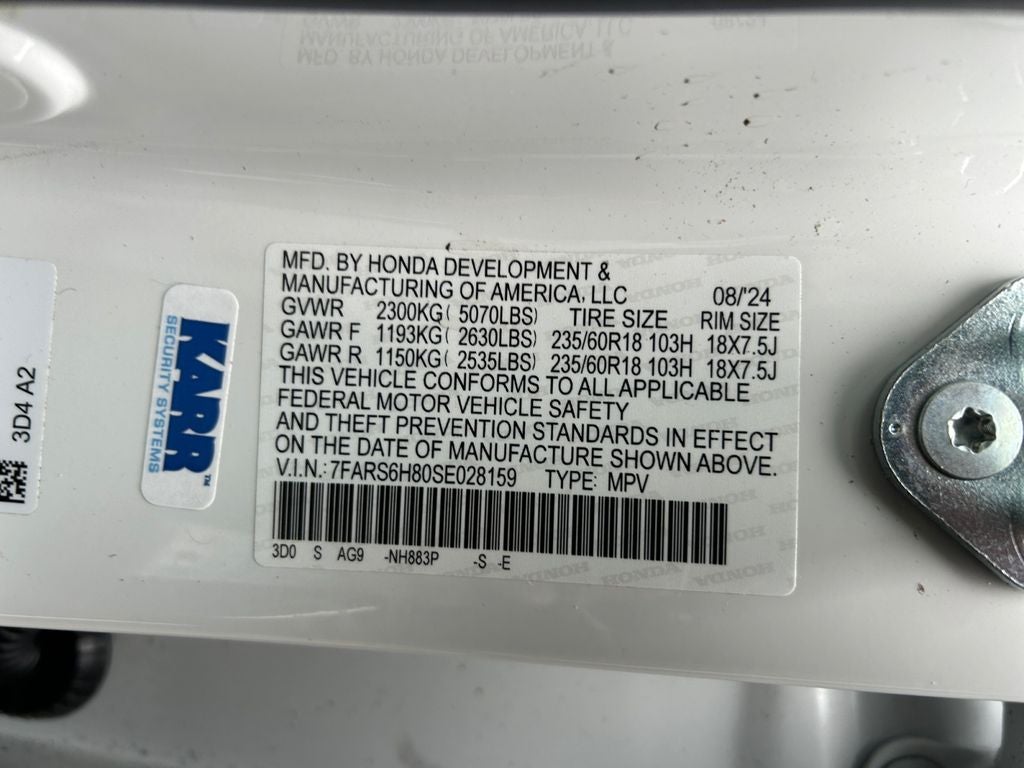 MFD. BY HONDA DEVELOPMENT &
MANUFACTURING OF AMERICA, LLC 08/'24
GVWR 2300KG( 5070LBS) TIRE SIZE RIM SIZE
GAWR F 1193KG( 2630LBS) 235/60R18 103H 18X7.5J
GAWR R 1150KG( 2535LBS) 235/60R18 103H 18X7.5J
THIS VEHICLE CONFORMS TO ALL APPLICABLE
FEDERAL MOTOR VEHICLE SAFETY
AND THEFT PREVENTION STANDARDS IN EFFECT
ON THE DATE OF MANUFACTURE SHOWN ABOVE.
V.I.N.: 7FARS6H80SE028159 TYPE: MPV
3D0 S AG9 -NH883P -S -E
KARR™
SECURITY SYSTEMS
3D4 A2